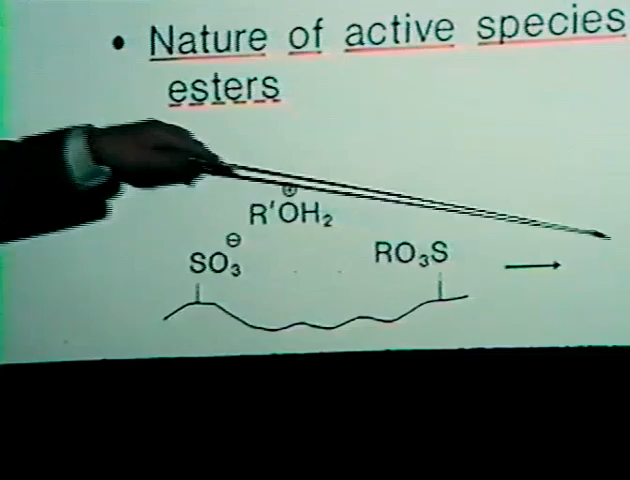 • Nature of active species
esters
⊕
R′OH₂
⊖
SO₃ RO₃S →